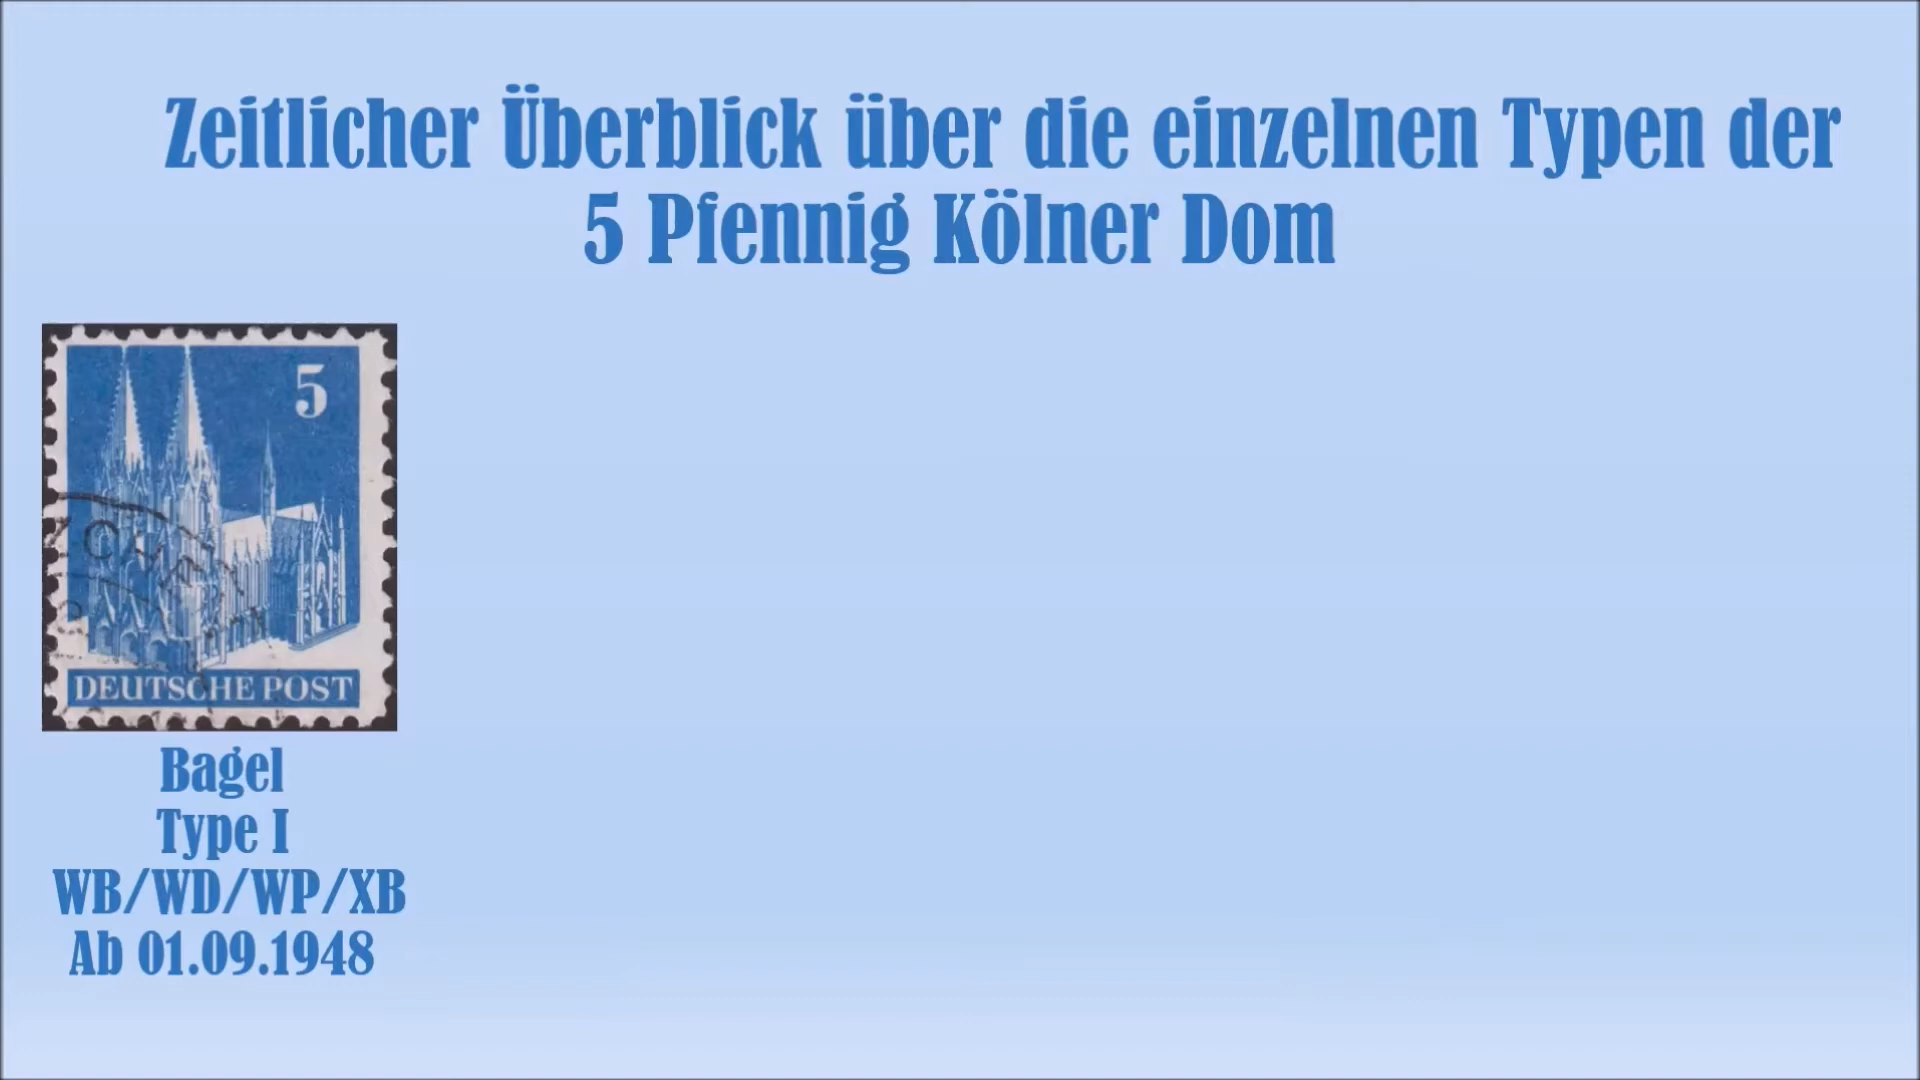 Zeitlicher Überblick über die einzelnen Typen der
5 Pfennig Kölner Dom
5
DEUTSCHE POST
Bagel
Type I
WB/WD/WP/XB
Ab 01.09.1948